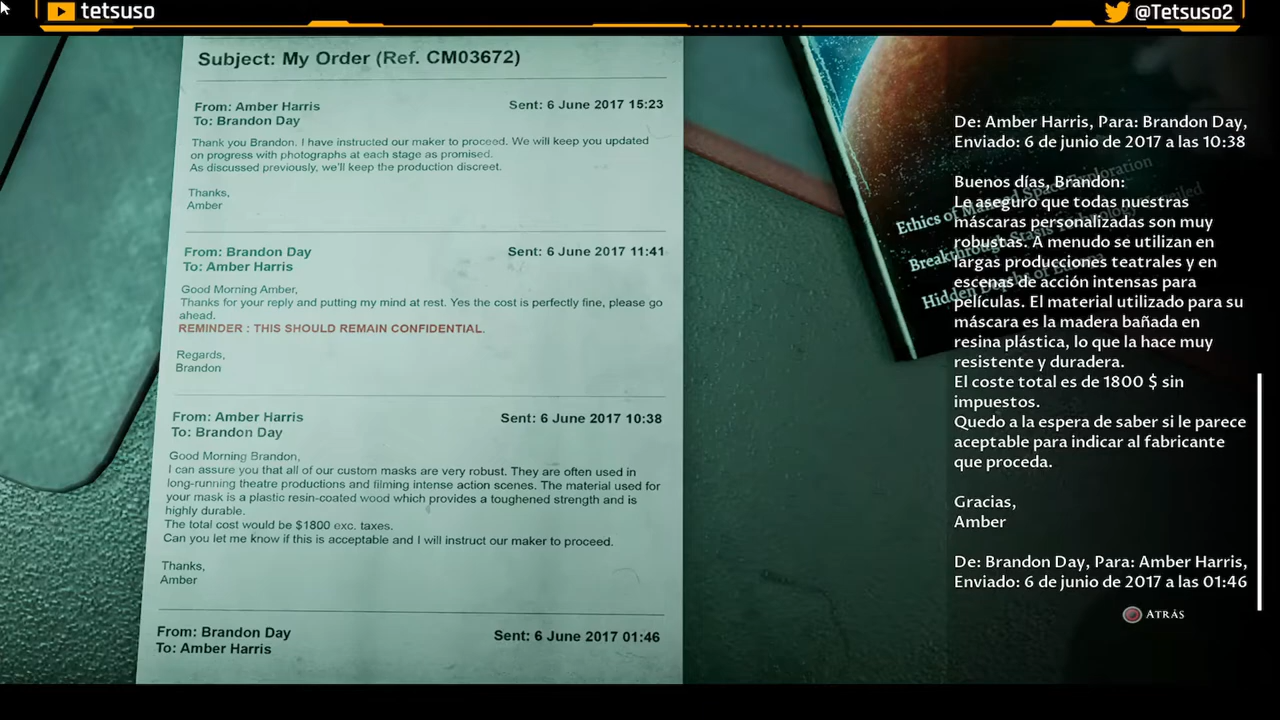 tetsuso
@Tetsuso2
Subject: My Order (Ref. CM03672)
From: Amber Harris
Sent: 6 June 2017 15:23
To: Brandon Day
Thank you Brandon. I have instructed our maker to proceed. We will keep you updated
on progress with photographs at each stage as promised.
As discussed previously, we'll keep the production discreet.
Thanks,
Amber
From: Brandon Day
Sent: 6 June 2017 11:41
To: Amber Harris
Good Morning Amber,
Thanks for your reply and putting my mind at rest. Yes the cost is perfectly fine, please go
ahead.
REMINDER : THIS SHOULD REMAIN CONFIDENTIAL.
Regards,
Brandon
From: Amber Harris
Sent: 6 June 2017 10:38
To: Brandon Day
Good Morning Brandon,
I can assure you that all of our custom masks are very robust. They are often used in
long-running theatre productions and filming intense action scenes. The material used for
your mask is a plastic resin-coated wood which provides a toughened strength and is
highly durable.
The total cost would be $1800 exc. taxes.
Can you let me know if this is acceptable and I will instruct our maker to proceed.
Thanks,
Amber
From: Brandon Day
Sent: 6 June 2017 01:46
To: Amber Harris
Ethics of Manned Space Exploration
Breakthrough Stasis Technology Unveiled
Hidden Depths of Europa
De: Amber Harris, Para: Brandon Day,
Enviado: 6 de junio de 2017 a las 10:38
Buenos días, Brandon:
Le aseguro que todas nuestras
máscaras personalizadas son muy
robustas. A menudo se utilizan en
largas producciones teatrales y en
escenas de acción intensas para
películas. El material utilizado para su
máscara es la madera bañada en
resina plástica, lo que la hace muy
resistente y duradera.
El coste total es de 1800 $ sin
impuestos.
Quedo a la espera de saber si le parece
aceptable para indicar al fabricante
que proceda.
Gracias,
Amber
De: Brandon Day, Para: Amber Harris,
Enviado: 6 de junio de 2017 a las 01:46
ATRÁS